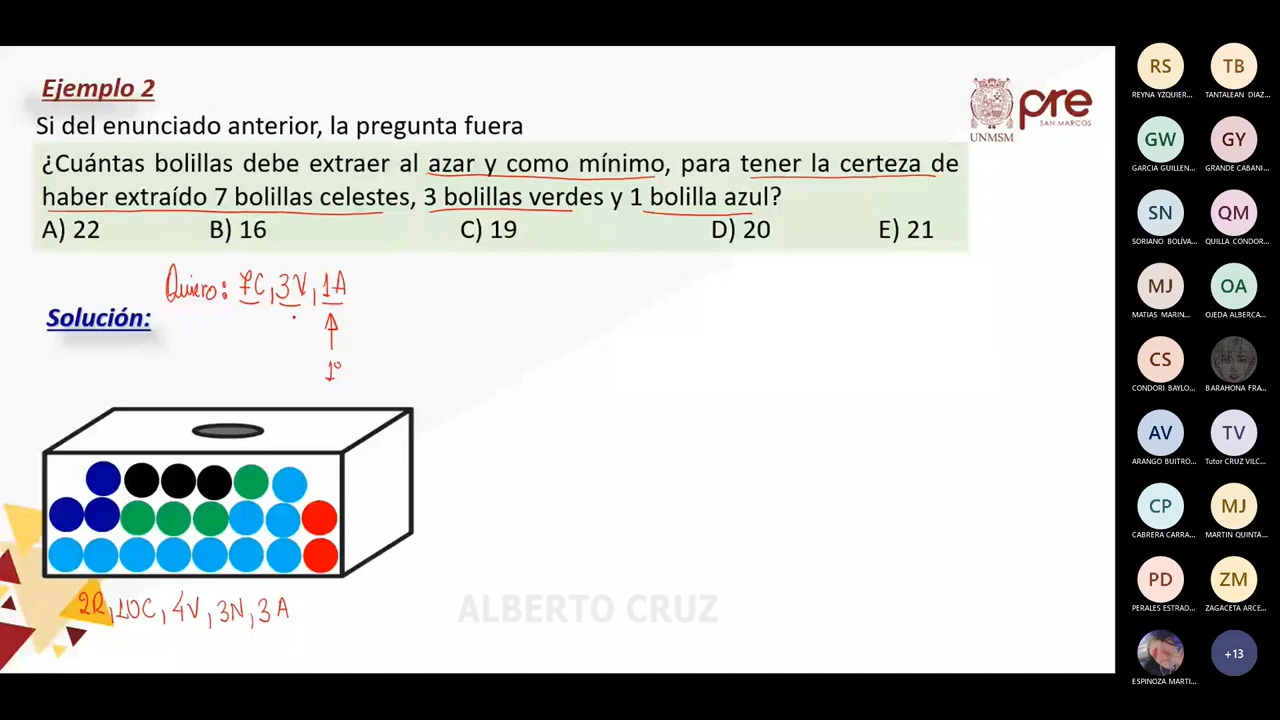 Ejemplo 2
Si del enunciado anterior, la pregunta fuera
¿Cuántas bolillas debe extraer al azar y como mínimo, para tener la certeza de
haber extraído 7 bolillas celestes, 3 bolillas verdes y 1 bolilla azul?
A) 22 B) 16 C) 19 D) 20 E) 21
UNMSM
pre
SAN MARCOS
Quiero: 7C, 3V, 1A
1º
Solución:
2R, 10C, 4V, 3N, 3A
ALBERTO CRUZ
RS TB
REYNA YZQUIER... TANTALEAN DIAZ...
GW GY
GARCIA GUILLEN... GRANDE CABANI...
SN QM
SORIANO BOLÍVA... QUILLA CONDOR...
MJ OA
MATIAS MARIN... OJEDA ALBERCA...
CS
CONDORI BAYLO... BARAHONA FRA...
AV TV
ARANGO BUITRO... Tutor CRUZ VILC...
CP MJ
CABRERA CARRA... MARTIN QUINTA...
PD ZM
PERALES ESTRAD... ZAGACETA ARCE...
+13
ESPINOZA MARTI...